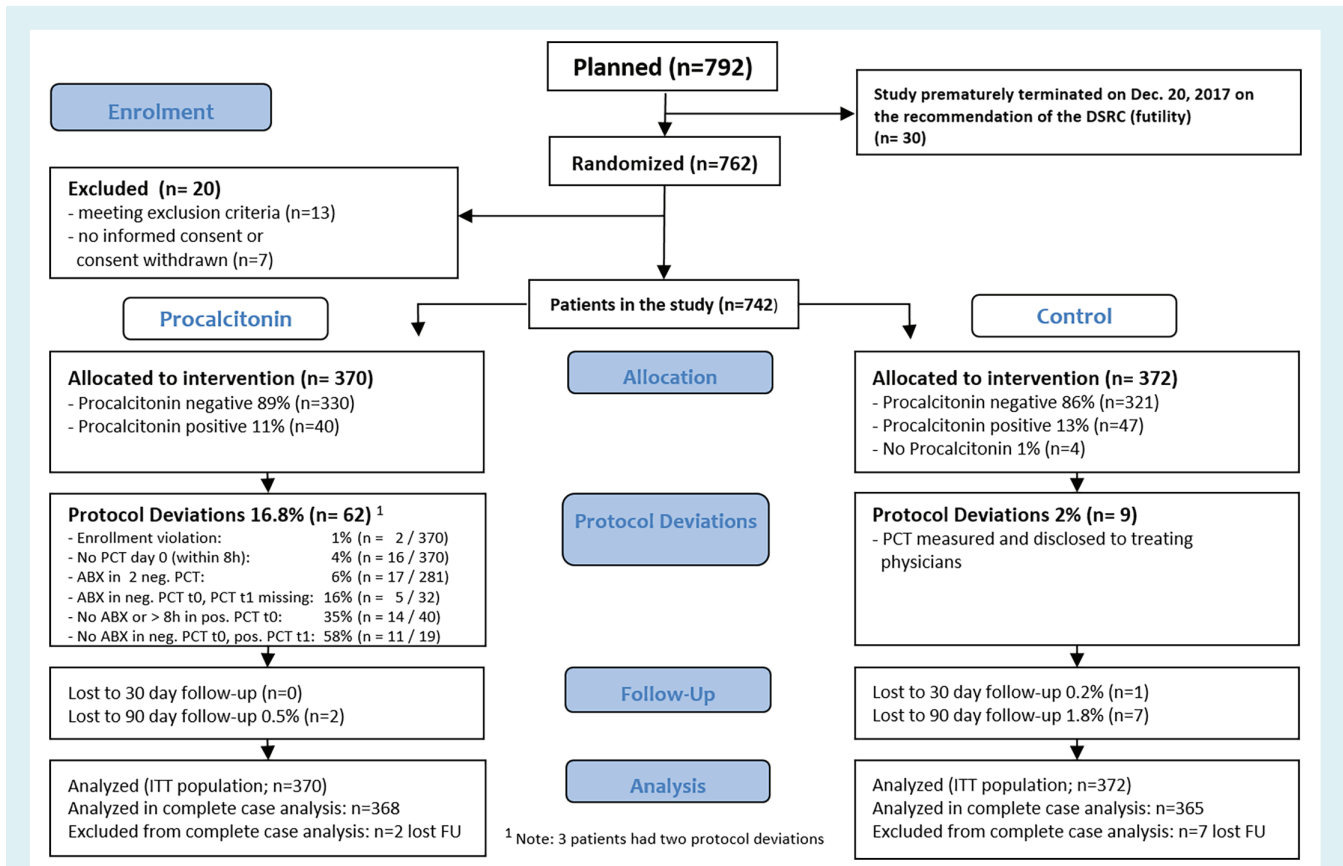 Planned (n=792)
Enrolment
Study prematurely terminated on Dec. 20, 2017 on
the recommendation of the DSRC (futility)
(n= 30)
Randomized (n=762)
Excluded (n= 20)
- meeting exclusion criteria (n=13)
- no informed consent or
consent withdrawn (n=7)
Patients in the study (n=742)
Procalcitonin
Control
Allocated to intervention (n= 370)
- Procalcitonin negative 89% (n=330)
- Procalcitonin positive 11% (n=40)
Allocation
Allocated to intervention (n= 372)
- Procalcitonin negative 86% (n=321)
- Procalcitonin positive 13% (n=47)
- No Procalcitonin 1% (n=4)
Protocol Deviations 16.8% (n= 62) 1
- Enrollment violation: 1% (n = 2 / 370)
- No PCT day 0 (within 8h): 4% (n = 16 / 370)
- ABX in 2 neg. PCT: 6% (n = 17 / 281)
- ABX in neg. PCT t0, PCT t1 missing: 16% (n = 5 / 32)
- No ABX or > 8h in pos. PCT t0: 35% (n = 14 / 40)
- No ABX in neg. PCT t0, pos. PCT t1: 58% (n = 11 / 19)
Protocol Deviations
Protocol Deviations 2% (n= 9)
- PCT measured and disclosed to treating
physicians
Lost to 30 day follow-up (n=0)
Lost to 90 day follow-up 0.5% (n=2)
Follow-Up
Lost to 30 day follow-up 0.2% (n=1)
Lost to 90 day follow-up 1.8% (n=7)
Analyzed (ITT population; n=370)
Analyzed in complete case analysis: n=368
Excluded from complete case analysis: n=2 lost FU
Analysis
Analyzed (ITT population; n=372)
Analyzed in complete case analysis: n=365
Excluded from complete case analysis: n=7 lost FU
1 Note: 3 patients had two protocol deviations